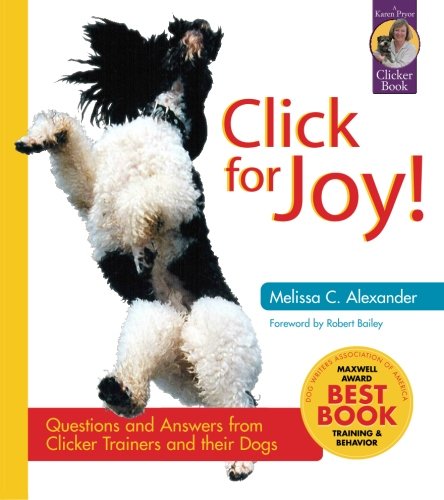 A
Karen Pryor
Clicker
Book
Click
for
Joy!
Melissa C. Alexander
Foreword by Robert Bailey
DOG WRITERS ASSOCIATION OF AMERICA
MAXWELL
AWARD
BEST
BOOK
TRAINING &
BEHAVIOR
Questions and Answers from
Clicker Trainers and their Dogs